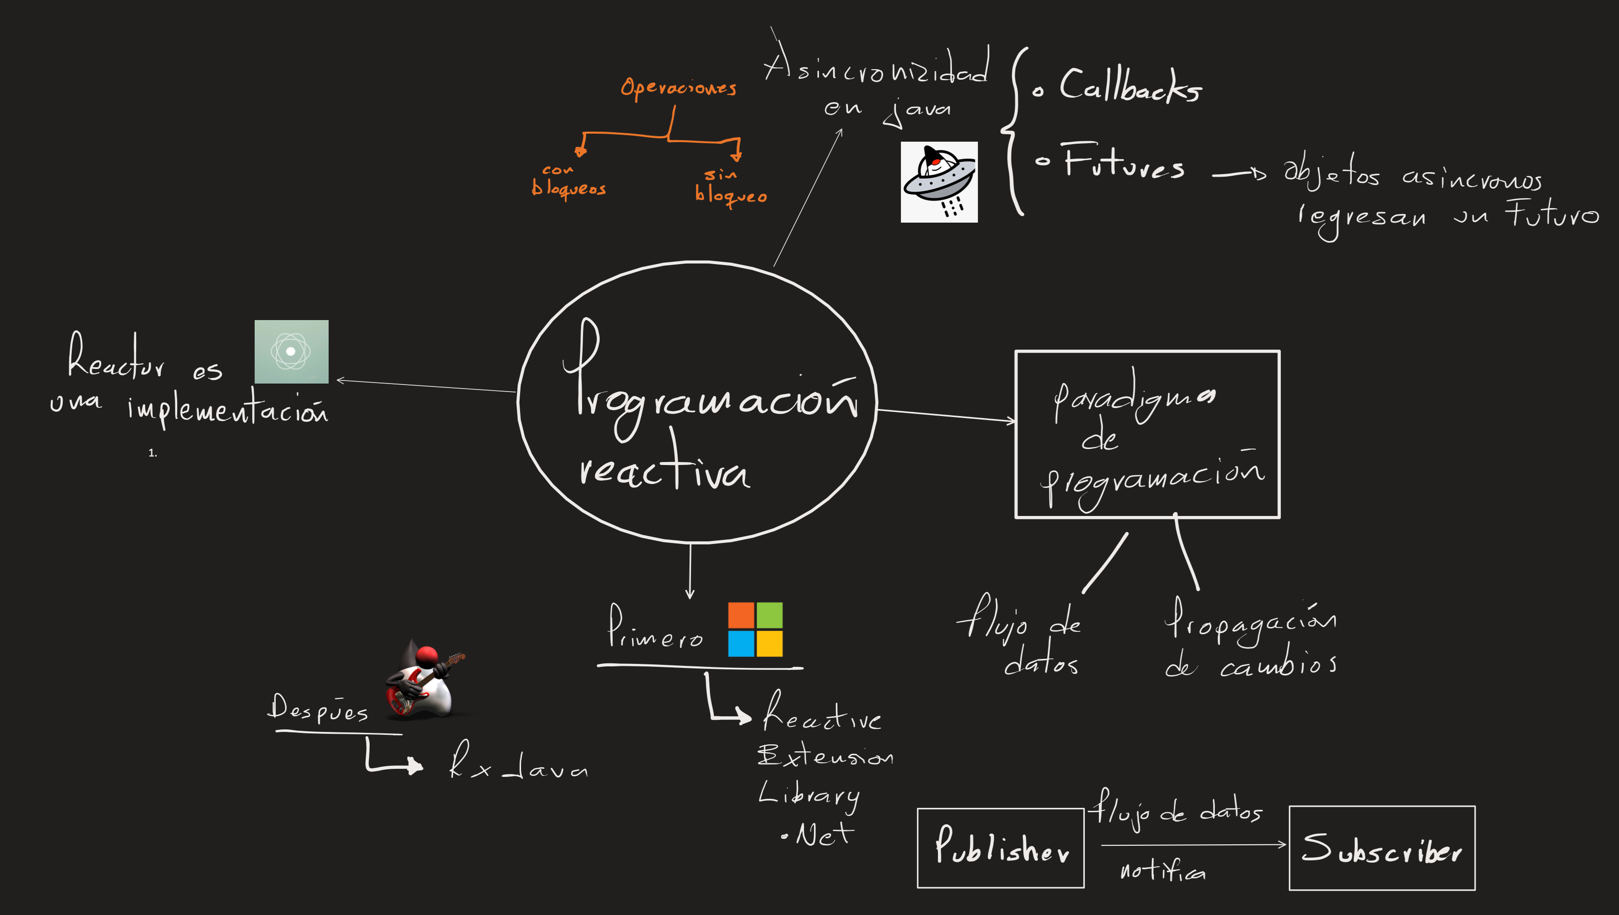 Operaciones
con
bloqueos
sin
bloqueo
Asincronizidad
en java
• Callbacks
• Futures
objetos asincronos
regresan un Futuro
Reactor es
una implementación
1.
Programación
reactiva
paradigma
de
programación
flujo de
datos
Propagación
de cambios
Primero
Reactive
Extension
Library
•Net
Despúes
Rx Java
Publisher
flujo de datos
notifica
Subscriber